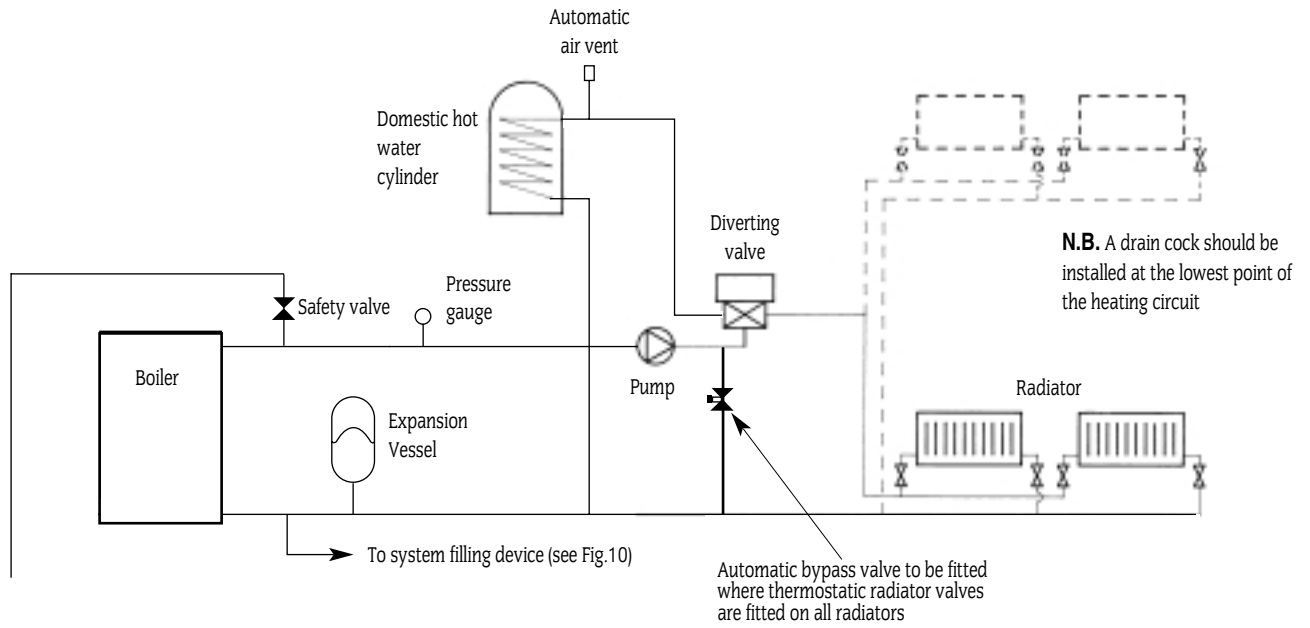 Automatic
air vent
Domestic hot
water
cylinder
Diverting
valve
N.B. A drain cock should be
installed at the lowest point of
the heating circuit
Safety valve
Pressure
gauge
Boiler
Pump
Radiator
Expansion
Vessel
To system filling device (see Fig.10)
Automatic bypass valve to be fitted
where thermostatic radiator valves
are fitted on all radiators